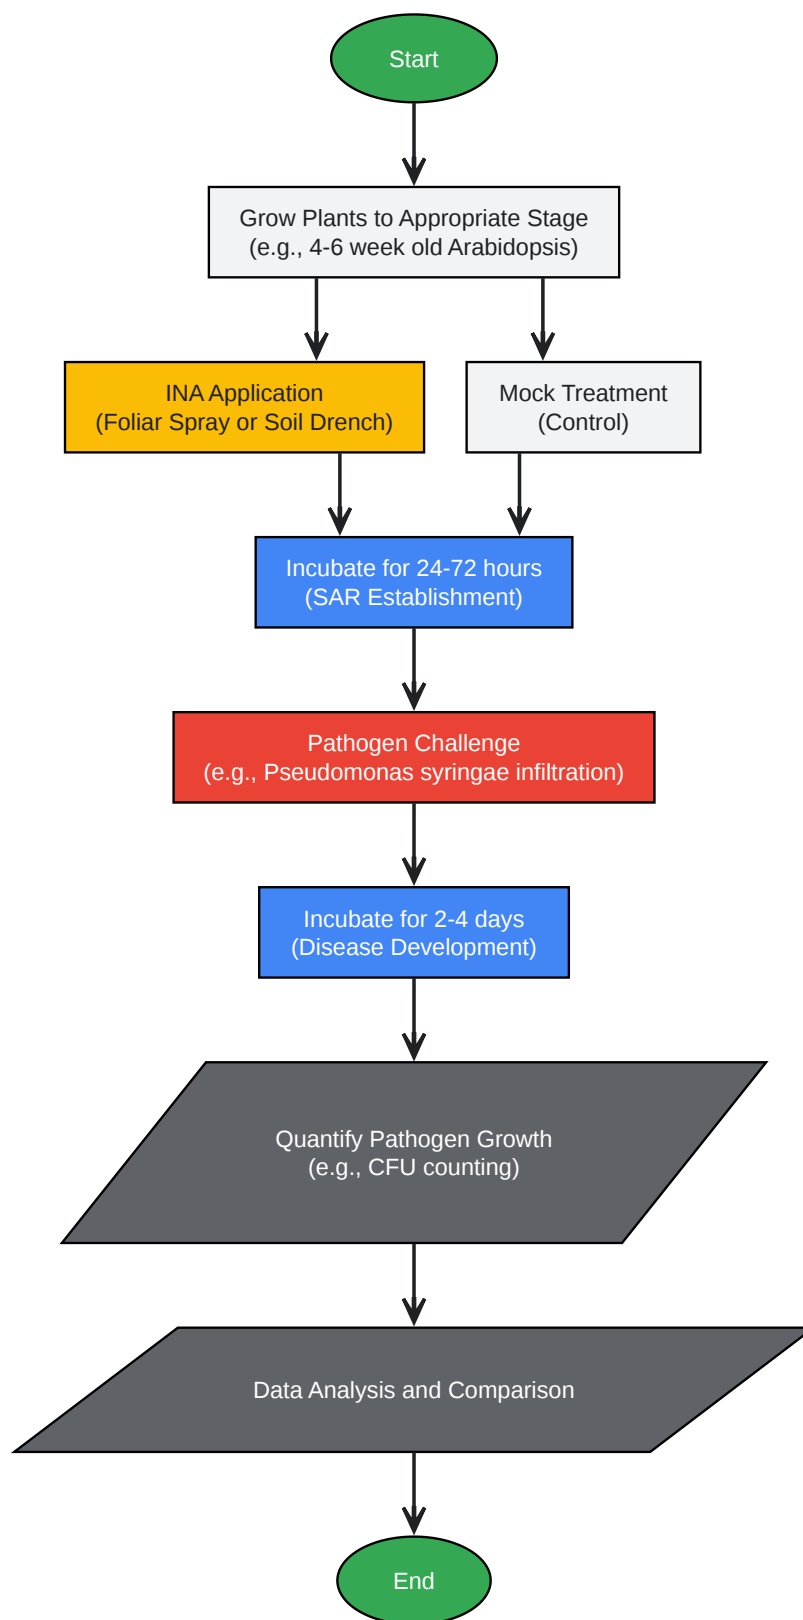 Start
Grow Plants to Appropriate Stage
(e.g., 4-6 week old Arabidopsis)
INA Application
(Foliar Spray or Soil Drench)
Mock Treatment
(Control)
Incubate for 24-72 hours
(SAR Establishment)
Pathogen Challenge
(e.g., Pseudomonas syringae infiltration)
Incubate for 2-4 days
(Disease Development)
Quantify Pathogen Growth
(e.g., CFU counting)
Data Analysis and Comparison
End